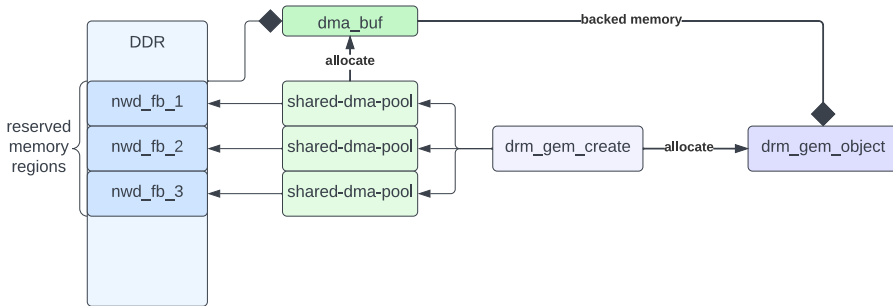 dma_buf
backed memory
DDR
allocate
nwd_fb_1
shared-dma-pool
reserved
memory
regions
nwd_fb_2
shared-dma-pool
drm_gem_create
allocate
drm_gem_object
nwd_fb_3
shared-dma-pool